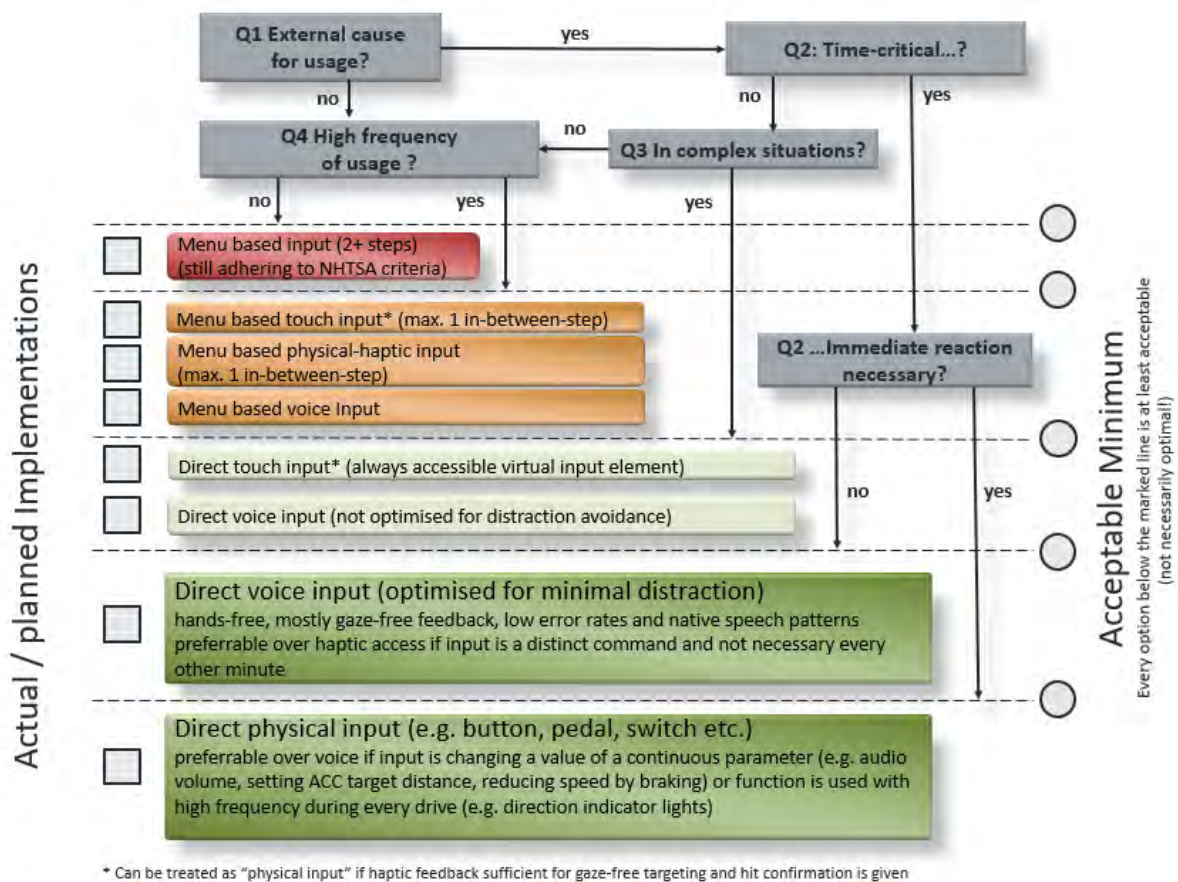 Q1 External cause
for usage?
yes
Q2: Time-critical...?
no
no
yes
Q4 High frequency
of usage ?
no
Q3 In complex situations?
no
yes
yes
Menu based input (2+ steps)
(still adhering to NHTSA criteria)
Menu based touch input* (max. 1 in-between-step)
Menu based physical-haptic input
(max. 1 in-between-step)
Menu based voice Input
Q2 ...Immediate reaction
necessary?
Direct touch input* (always accessible virtual input element)
Direct voice input (not optimised for distraction avoidance)
no
yes
Direct voice input (optimised for minimal distraction)
hands-free, mostly gaze-free feedback, low error rates and native speech patterns
preferrable over haptic access if input is a distinct command and not necessary every
other minute
Direct physical input (e.g. button, pedal, switch etc.)
preferrable over voice if input is changing a value of a continuous parameter (e.g. audio
volume, setting ACC target distance, reducing speed by braking) or function is used with
high frequency during every drive (e.g. direction indicator lights)
Actual / planned Implementations
Acceptable Minimum
Every option below the marked line is at least acceptable
(not necessarily optimal!)
* Can be treated as "physical input" if haptic feedback sufficient for gaze-free targeting and hit confirmation is given